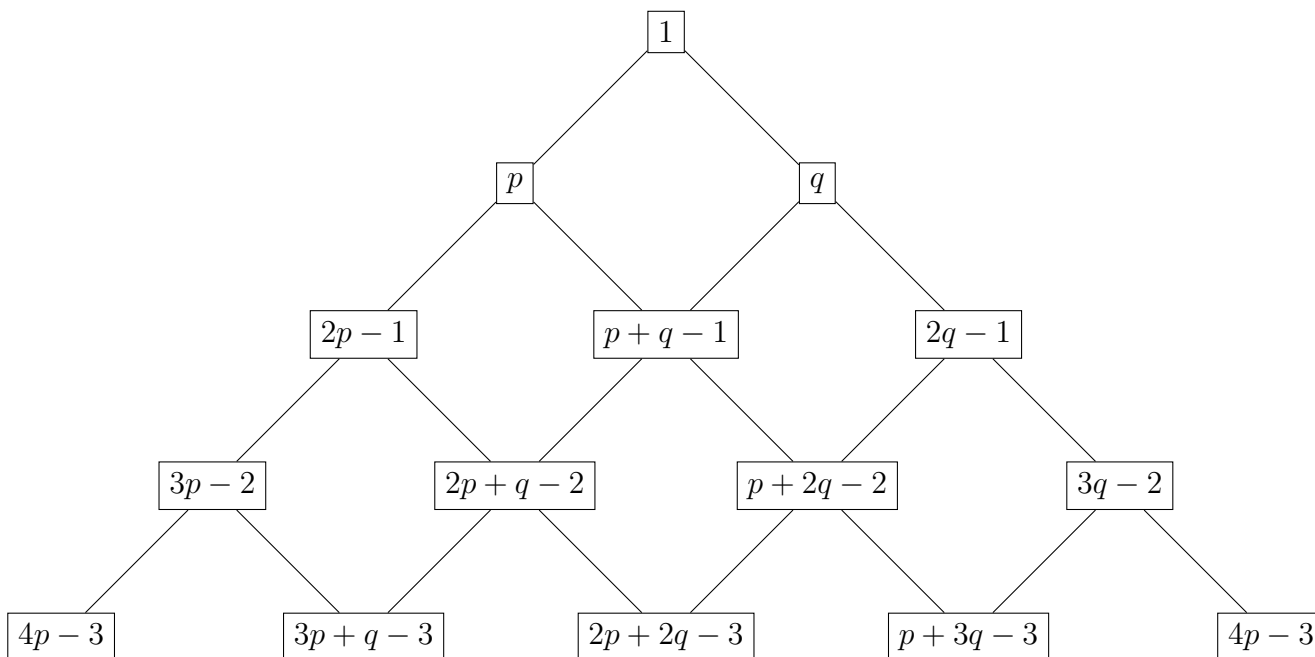 1
p q
2p − 1 p + q − 1 2q − 1
3p − 2 2p + q − 2 p + 2q − 2 3q − 2
4p − 3 3p + q − 3 2p + 2q − 3 p + 3q − 3 4p − 3